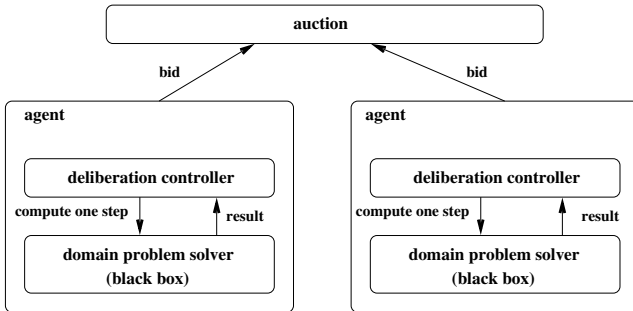 auction
bid
bid
agent
agent
deliberation controller
deliberation controller
compute one step
result
compute one step
result
domain problem solver
(black box)
domain problem solver
(black box)